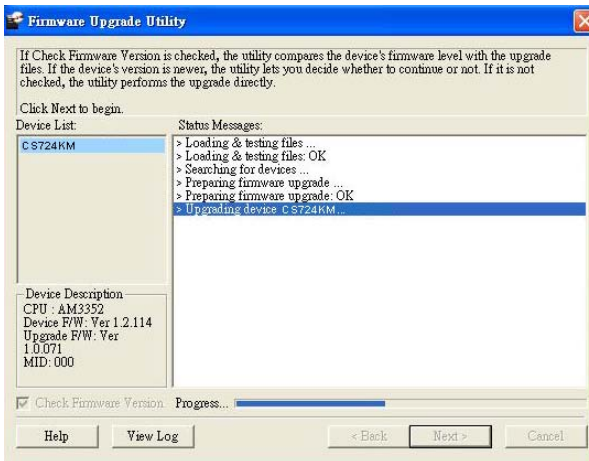 Firmware Upgrade Utility
If Check Firmware Version is checked, the utility compares the device's firmware level with the upgrade
files. If the device's version is newer, the utility lets you decide whether to continue or not. If it is not
checked, the utility performs the upgrade directly.
Click Next to begin.
Device List:
CS724KM
Status Messages:
> Loading & testing files ...
> Loading & testing files: OK
> Searching for devices ...
> Preparing firmware upgrade ...
> Preparing firmware upgrade: OK
> Upgrading device CS724KM...
Device Description
CPU : AM3352
Device F/W: Ver 1.2.114
Upgrade F/W: Ver
1.0.071
MID: 000
Check Firmware Version
Progress...
Help
View Log
< Back
Next >
Cancel